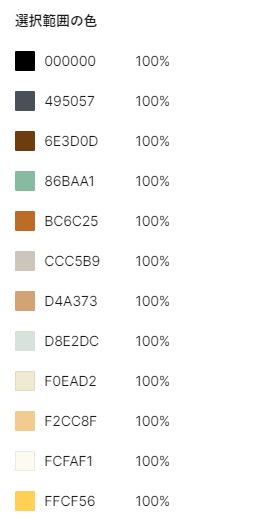 選択範囲の色
000000 100%
495057 100%
6E3D0D 100%
86BAA1 100%
BC6C25 100%
CCC5B9 100%
D4A373 100%
D8E2DC 100%
F0EAD2 100%
F2CC8F 100%
FCFAF1 100%
FFCF56 100%